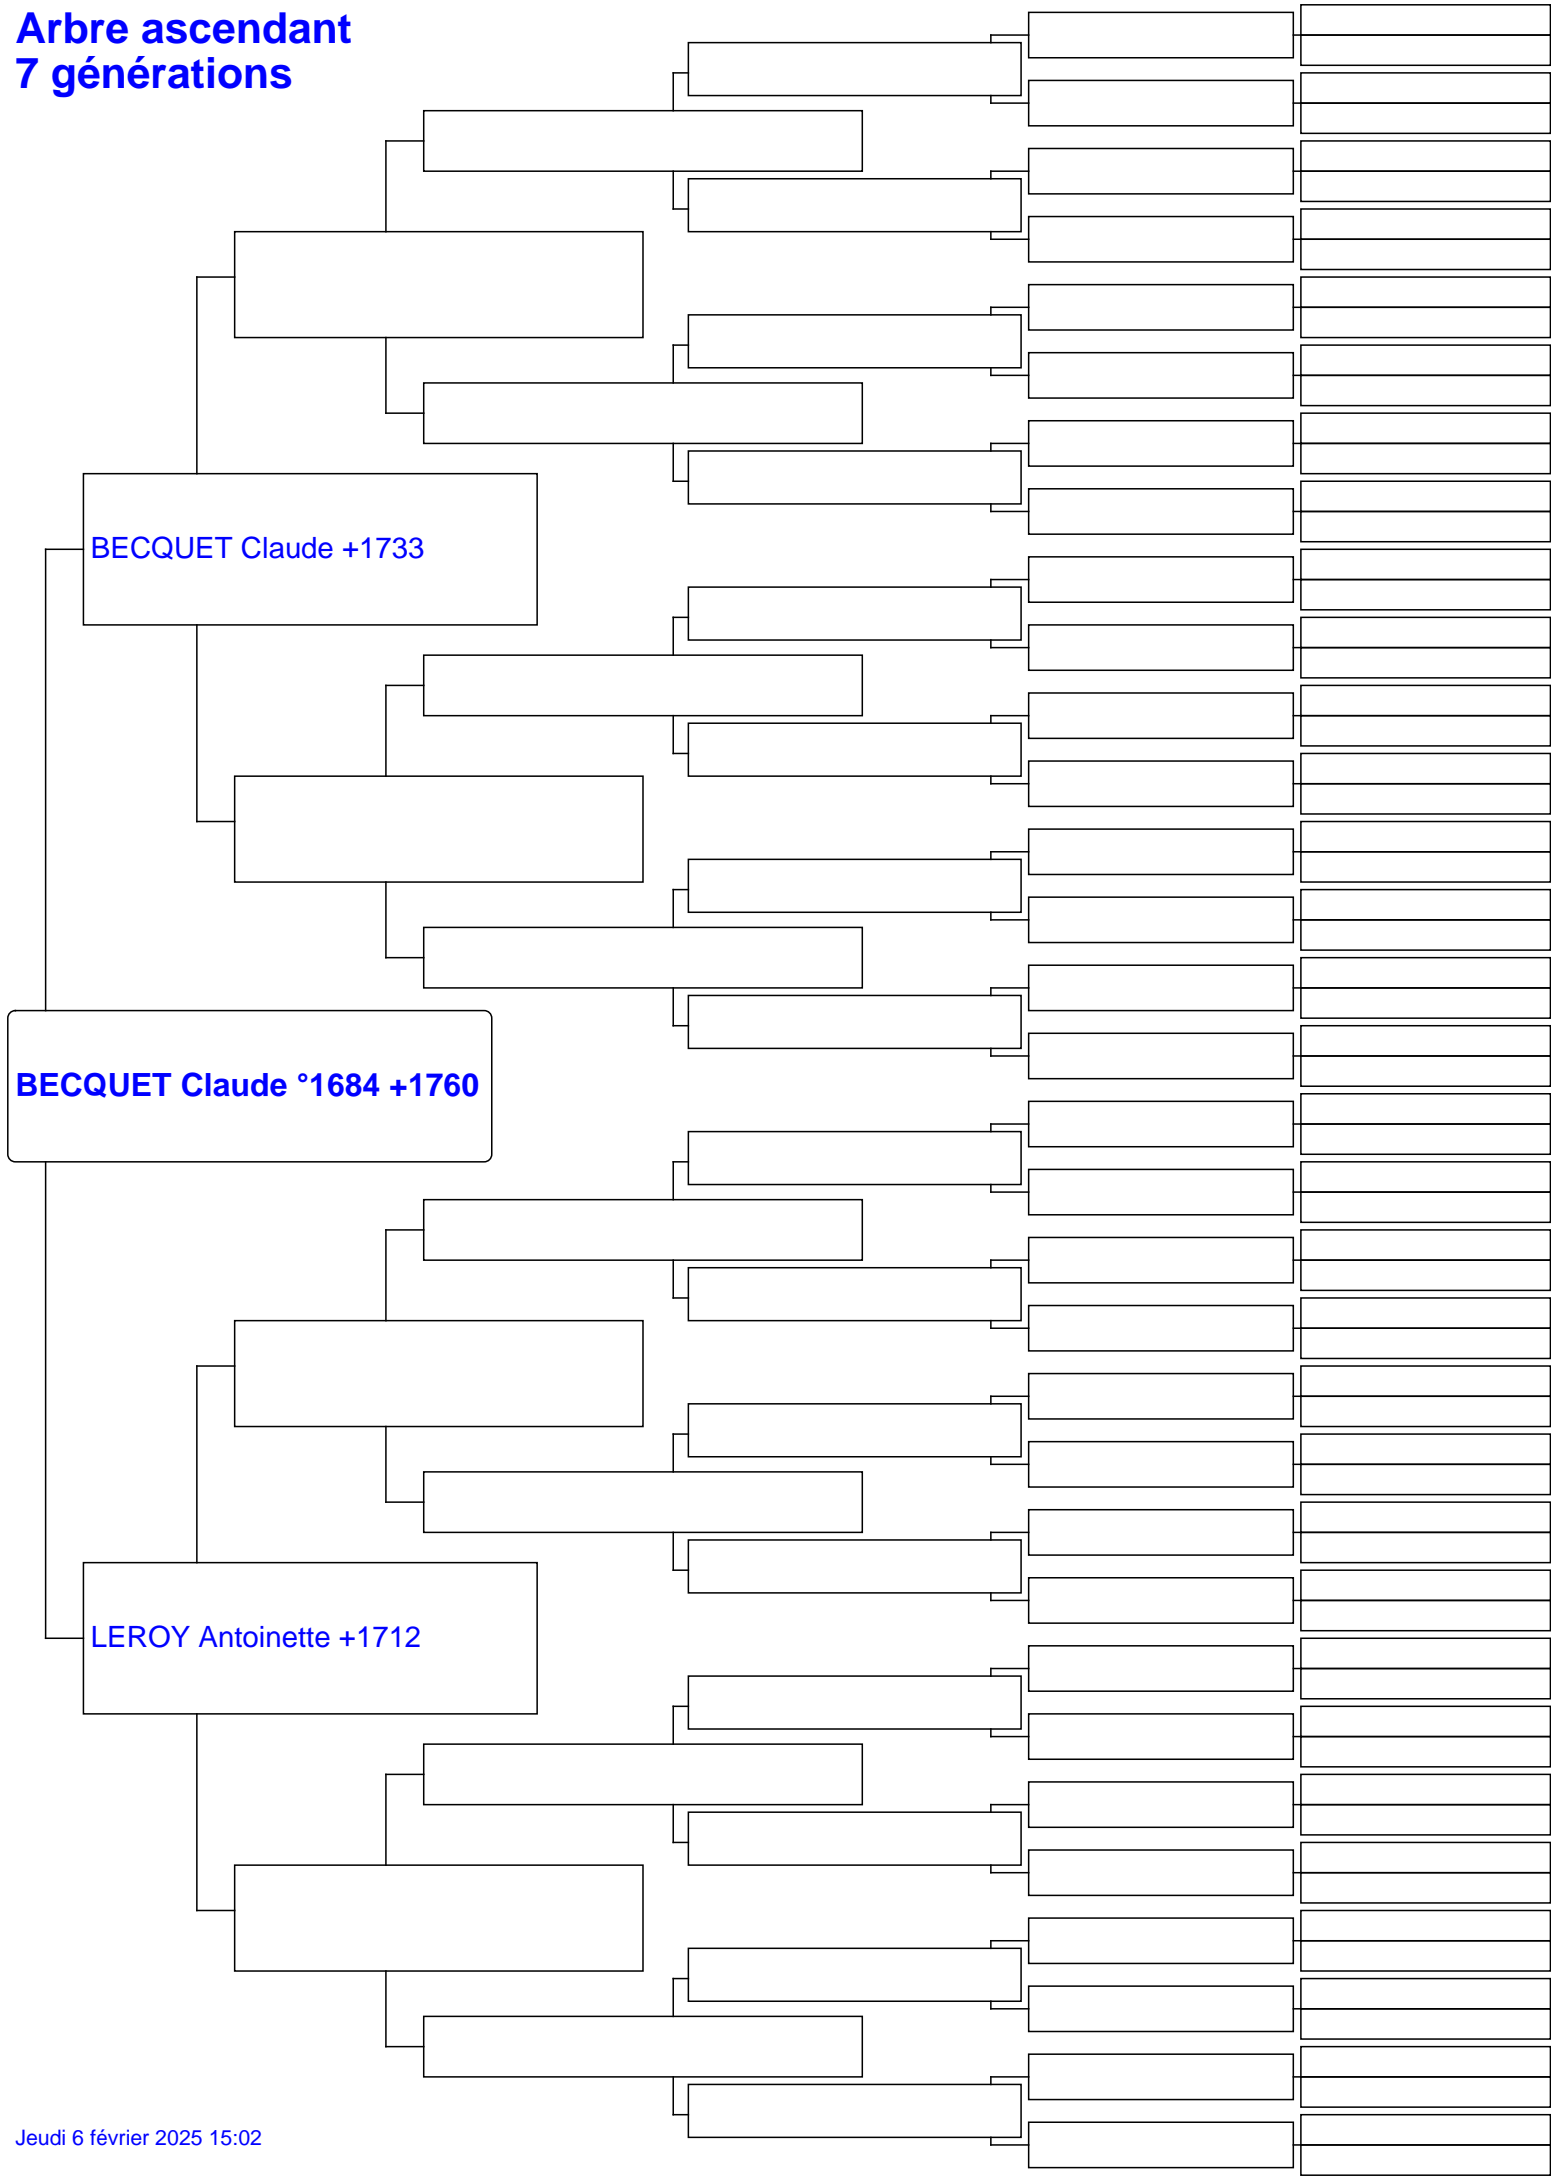 Arbre ascendant
7 générations
BECQUET Claude +1733
BECQUET Claude °1684 +1760
LEROY Antoinette +1712
Jeudi 6 février 2025 15:02